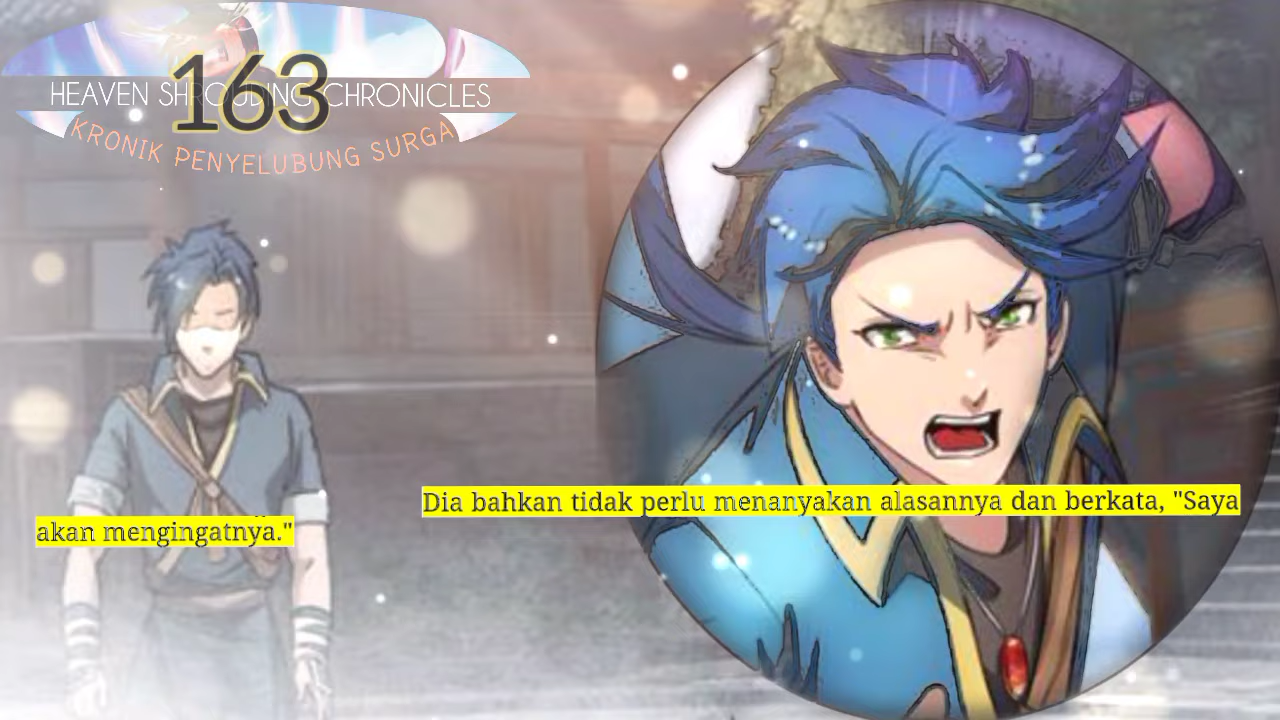 163
HEAVEN SHROUDING CHRONICLES
KRONIK PENYELUBUNG SURGA
Dia bahkan tidak perlu menanyakan alasannya dan berkata, "Saya
akan mengingatnya."